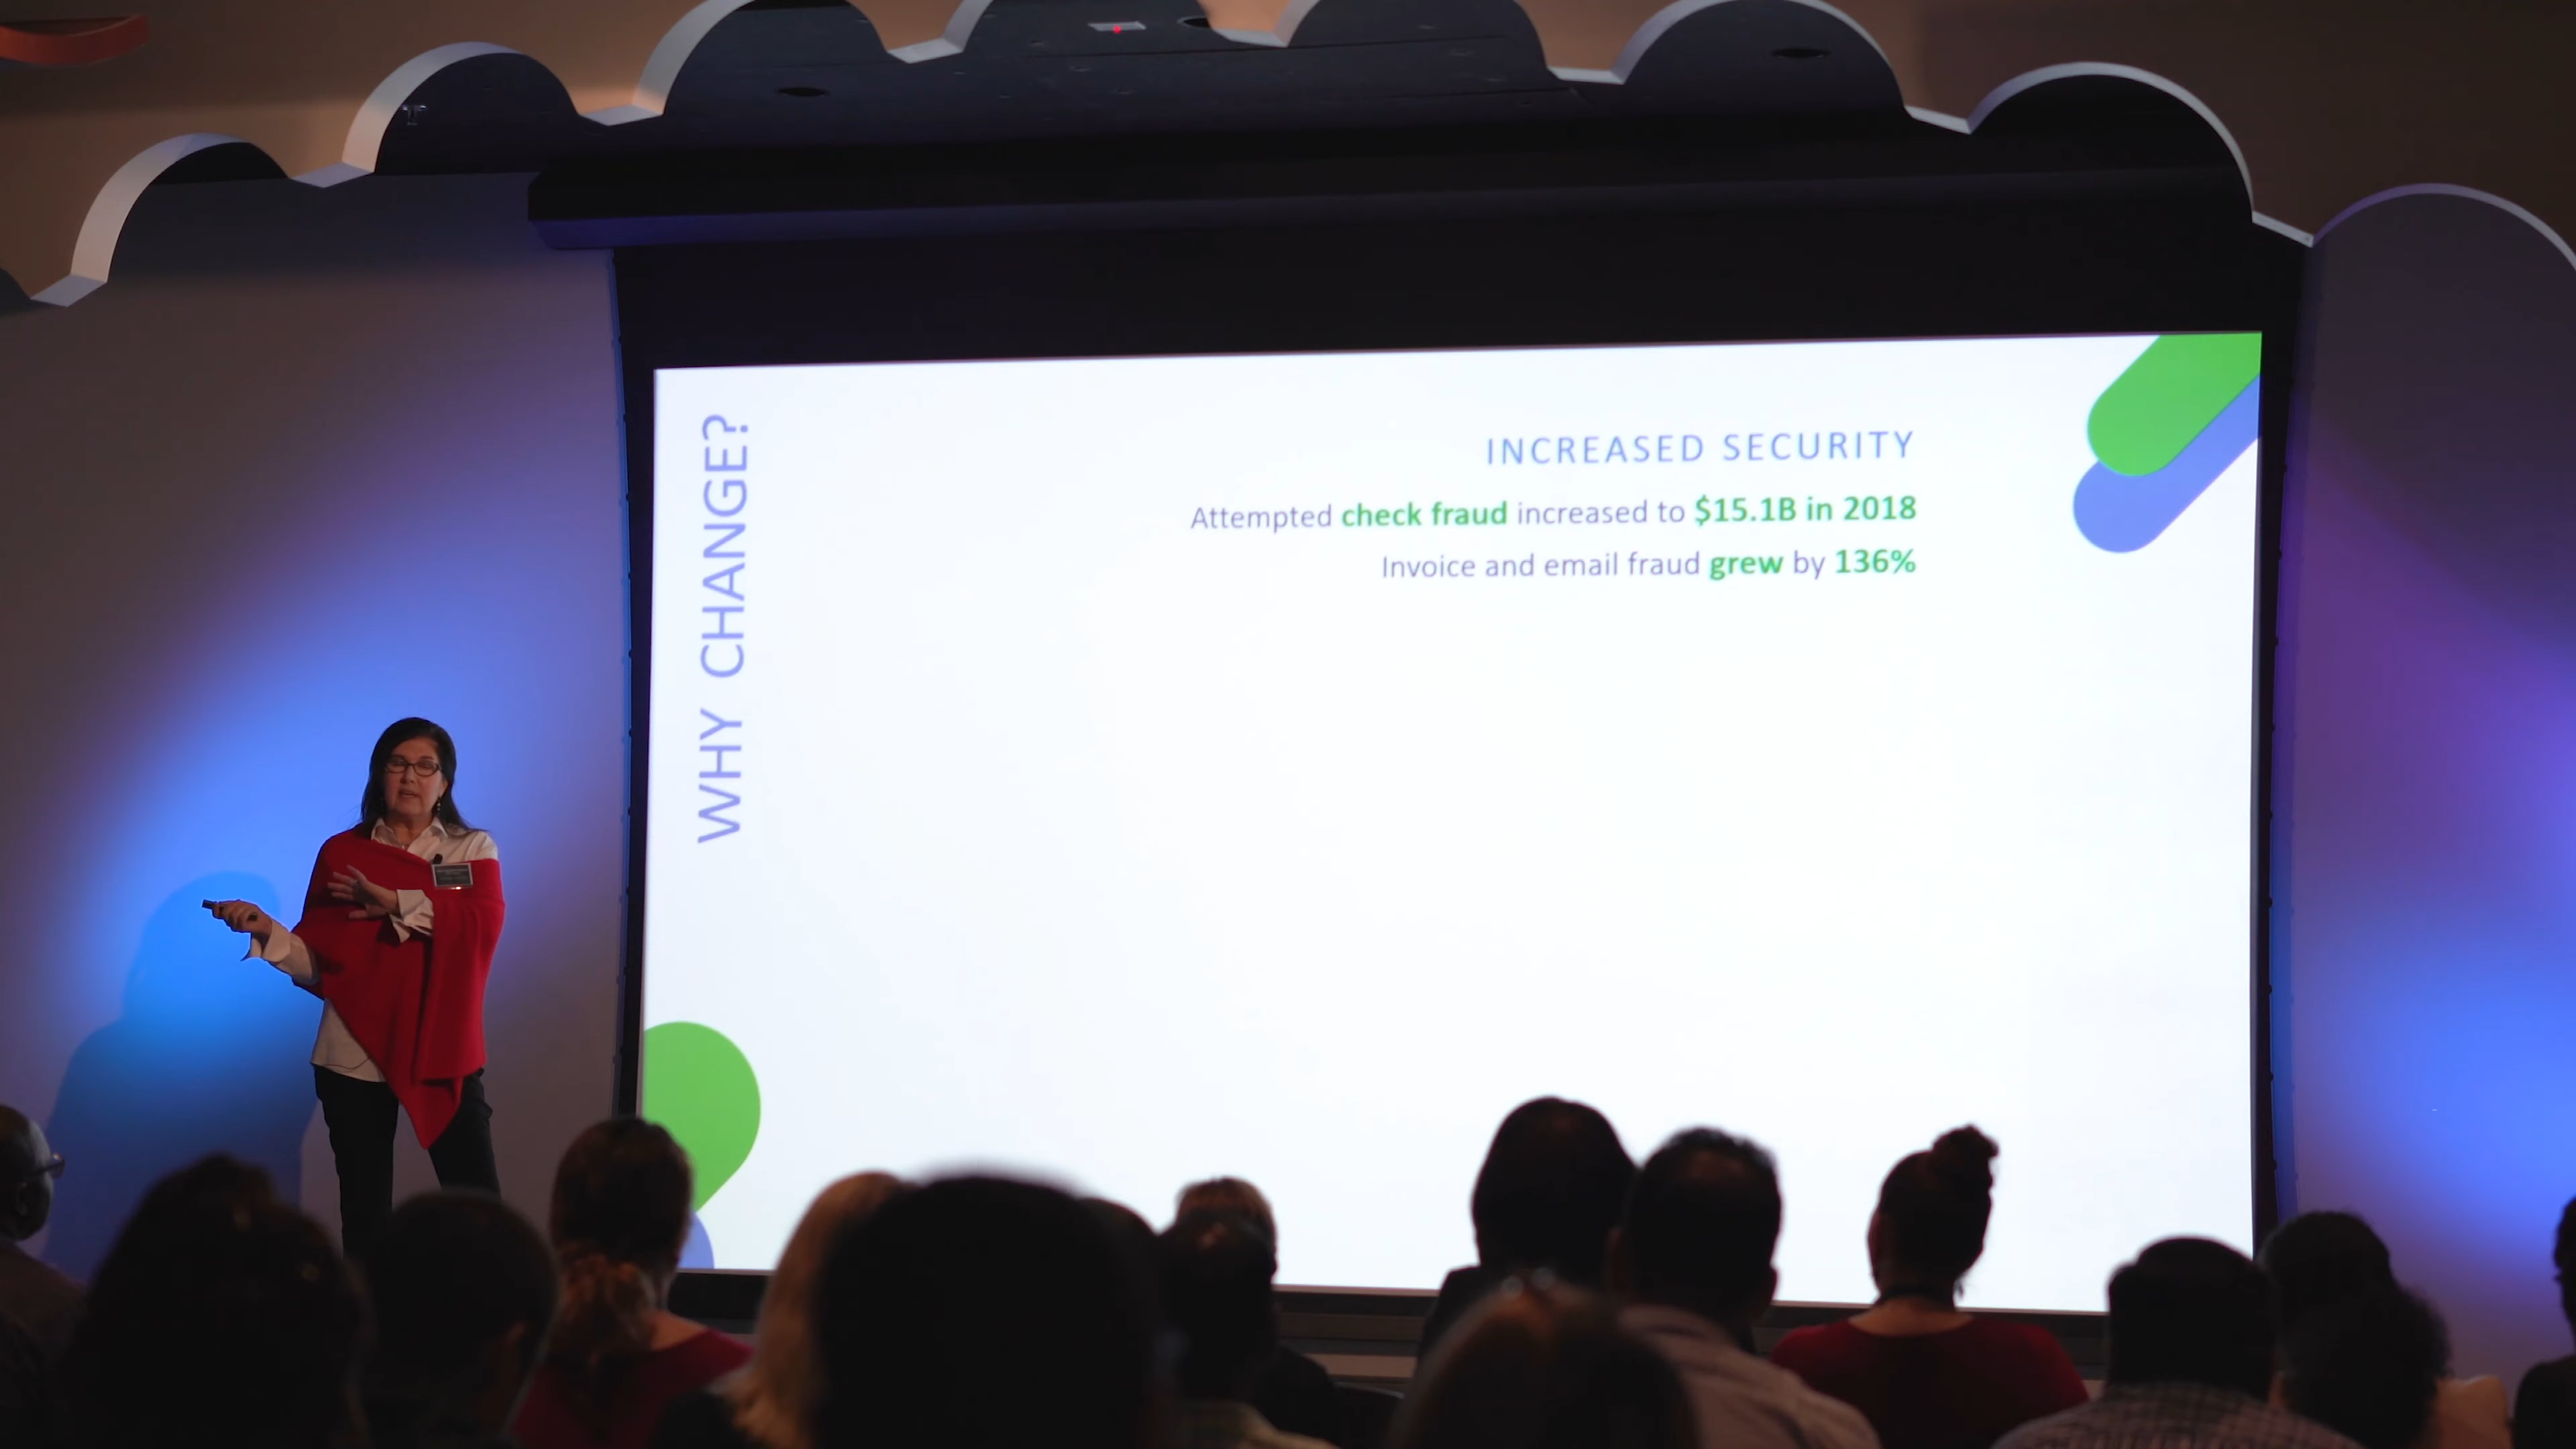 WHY CHANGE?
INCREASED SECURITY
Attempted check fraud increased to $15.1B in 2018
Invoice and email fraud grew by 136%